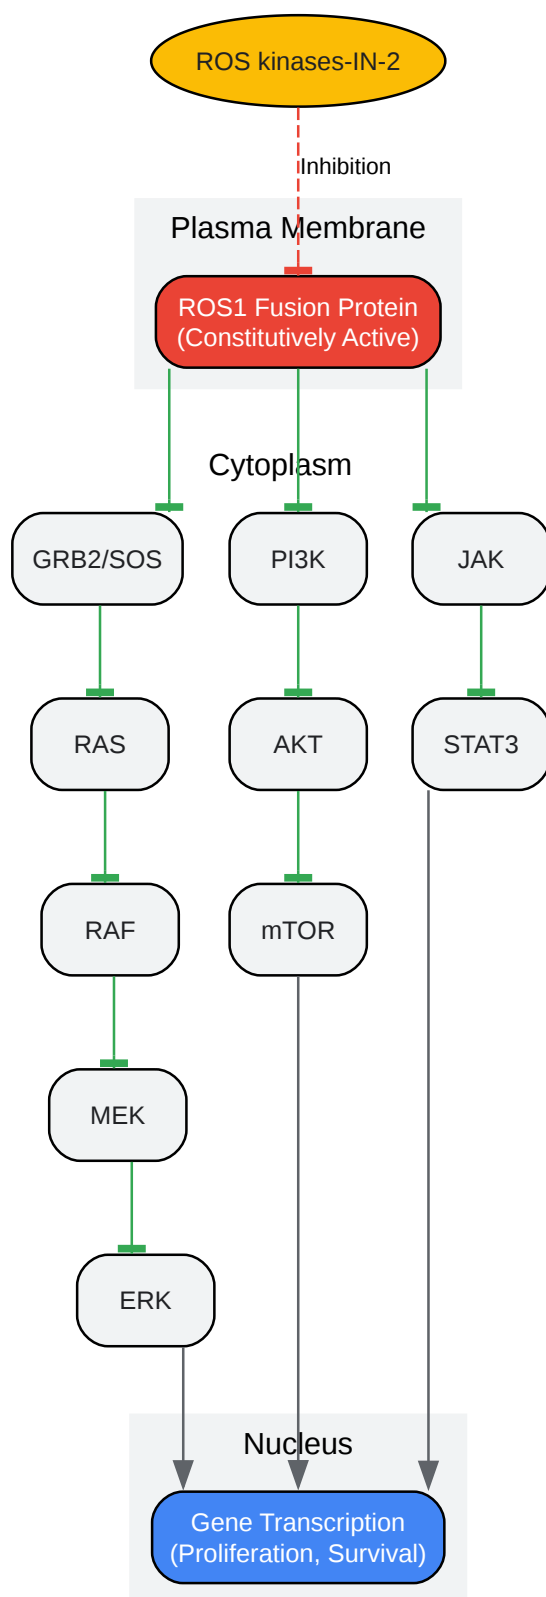 ROS kinases-IN-2
Inhibition
Plasma Membrane
ROS1 Fusion Protein
(Constitutively Active)
Cytoplasm
GRB2/SOS
PI3K
JAK
RAS
AKT
STAT3
RAF
mTOR
MEK
ERK
Nucleus
Gene Transcription
(Proliferation, Survival)